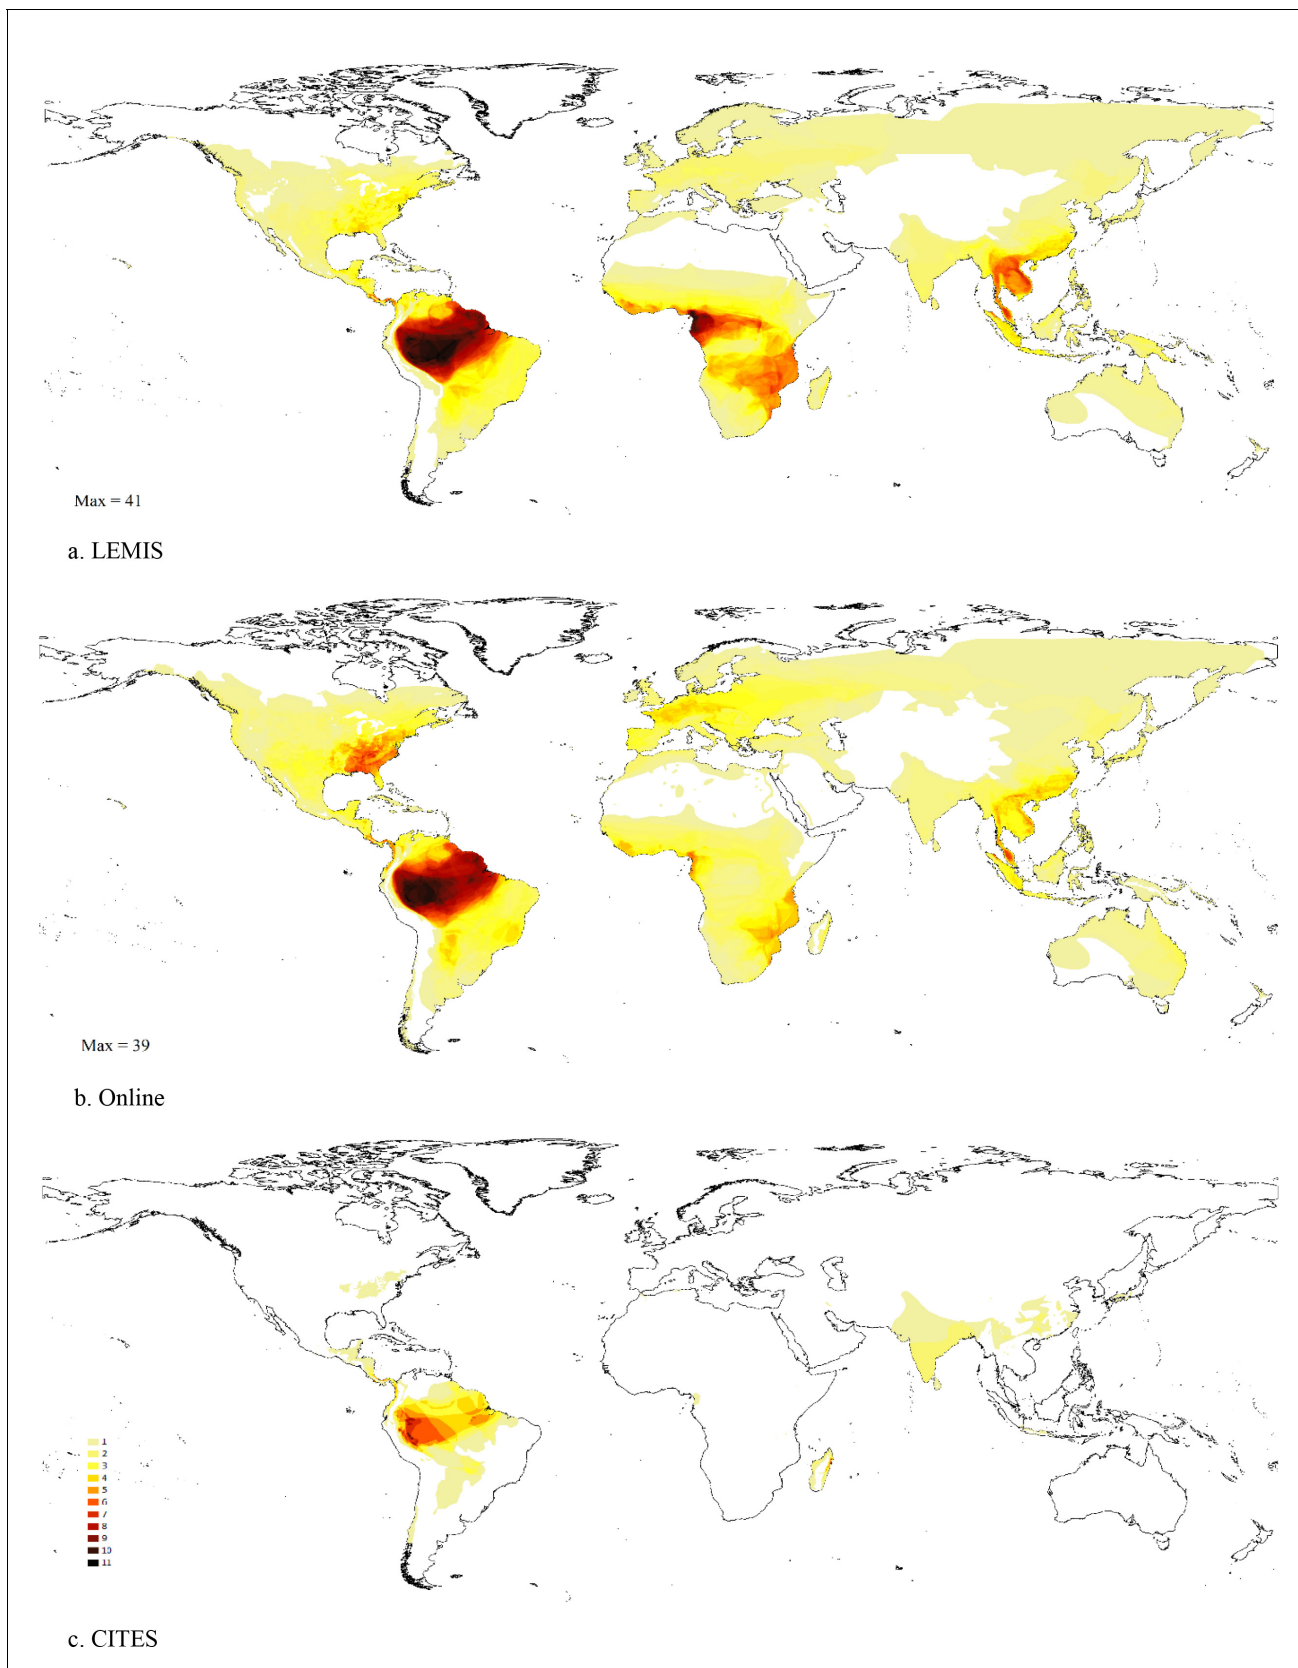 Max = 41
a. LEMIS
Max = 39
b. Online
1
2
3
4
5
6
7
8
9
10
11
c. CITES